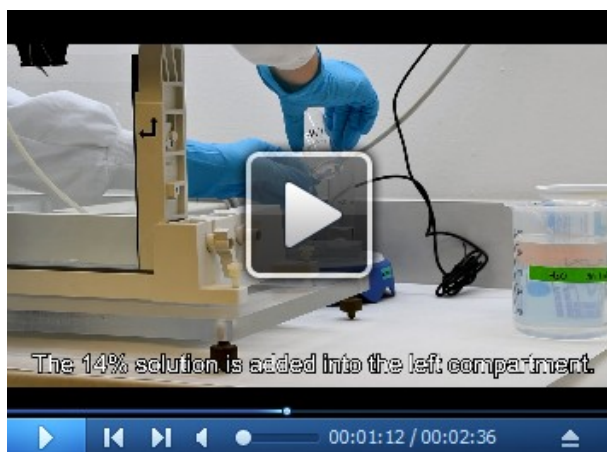 The 14% solution is added into the left compartment.
00:01:12 / 00:02:36